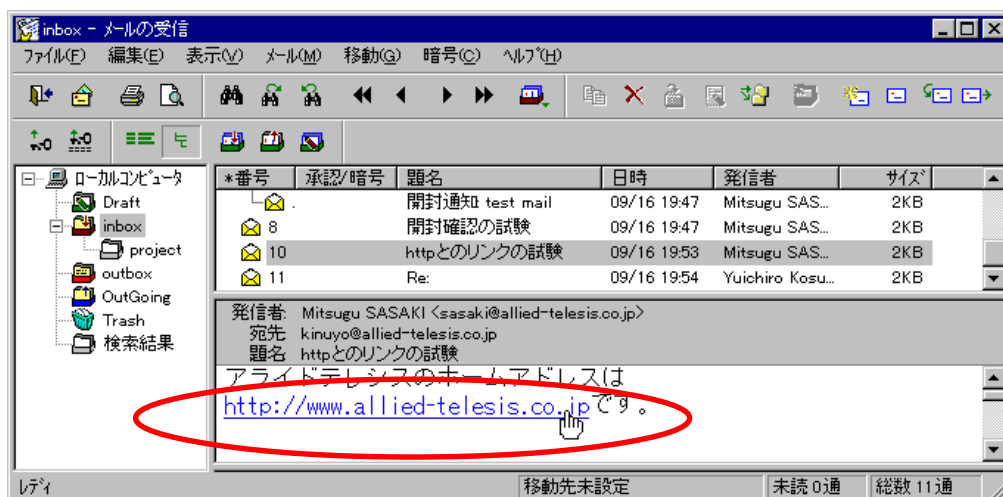 inbox - メールの受信
ファイル(F) 編集(E) 表示(V) メール(M) 移動(G) 暗号(C) ヘルプ(H)
ローカルコンピュータ
Draft
inbox
project
outbox
OutGoing
Trash
検索結果
*番号 承認/暗号 題名 日時 発信者 サイズ
. 開封通知 test mail 09/16 19:47 Mitsugu SAS... 2KB
8 開封確認の試験 09/16 19:47 Mitsugu SAS... 2KB
10 httpとのリンクの試験 09/16 19:53 Mitsugu SAS... 2KB
11 Re: 09/16 19:54 Yuichiro Kosu... 2KB
発信者: Mitsugu SASAKI <sasaki@allied-telesis.co.jp>
宛先 kinuyo@allied-telesis.co.jp
題名 httpとのリンクの試験
アライドテレシスのホームアドレスは
http://www.allied-telesis.co.jpです。
レディ 移動先未設定 未読 0通 総数 11通